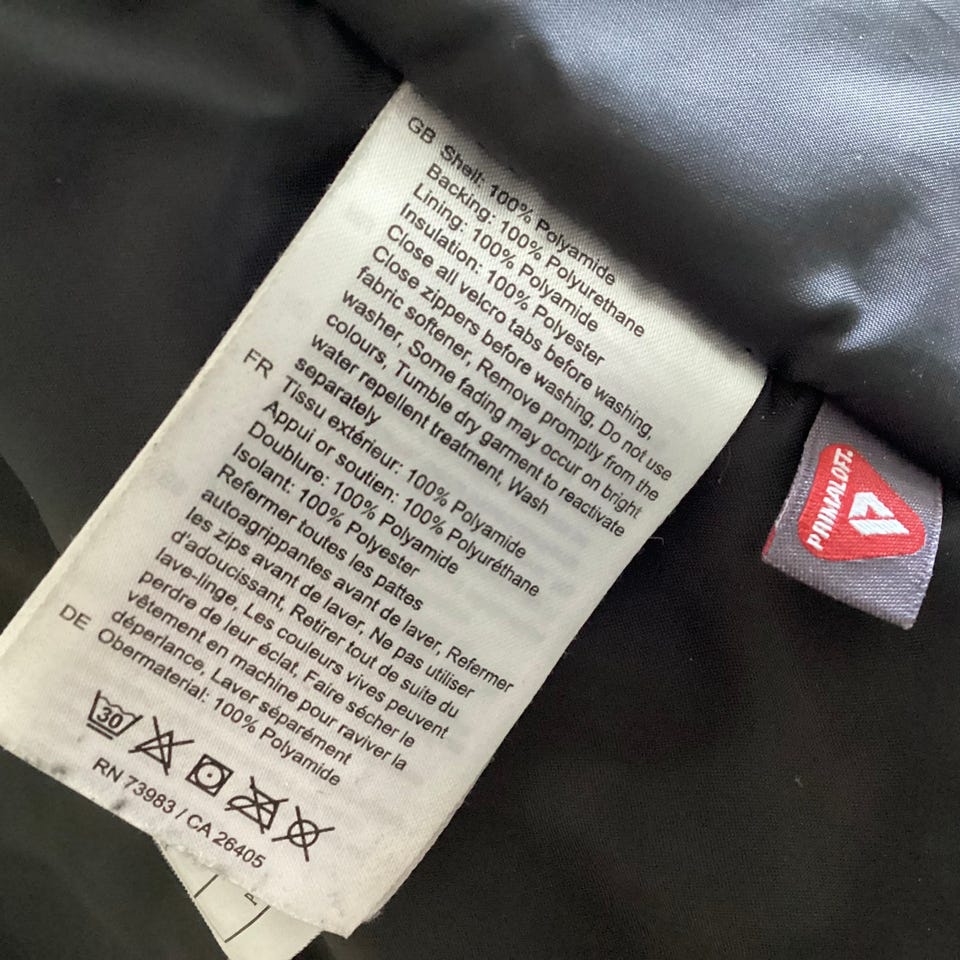 GB Shell: 100% Polyamide
Backing: 100% Polyurethane
Lining: 100% Polyamide
Insulation: 100% Polyester
Close all velcro tabs before washing,
Close zippers before washing, Do not use
fabric softener, Remove promptly from the
washer, Some fading may occur on bright
colours, Tumble dry garment to reactivate
water repellent treatment, Wash
separately
FR Tissu extérieur: 100% Polyamide
Appui or soutien: 100% Polyuréthane
Doublure: 100% Polyamide
Isolant: 100% Polyester
Refermer toutes les pattes
autoagrippantes avant de laver, Refermer
les zips avant de laver, Ne pas utiliser
d'adoucissant, Retirer tout de suite du
lave-linge, Les couleurs vives peuvent
perdre de leur éclat, Faire sécher le
vêtement en machine pour raviver la
déperlance, Laver séparément
DE Obermaterial: 100% Polyamide
30
RN 73983 / CA 26405
PRIMALOFT